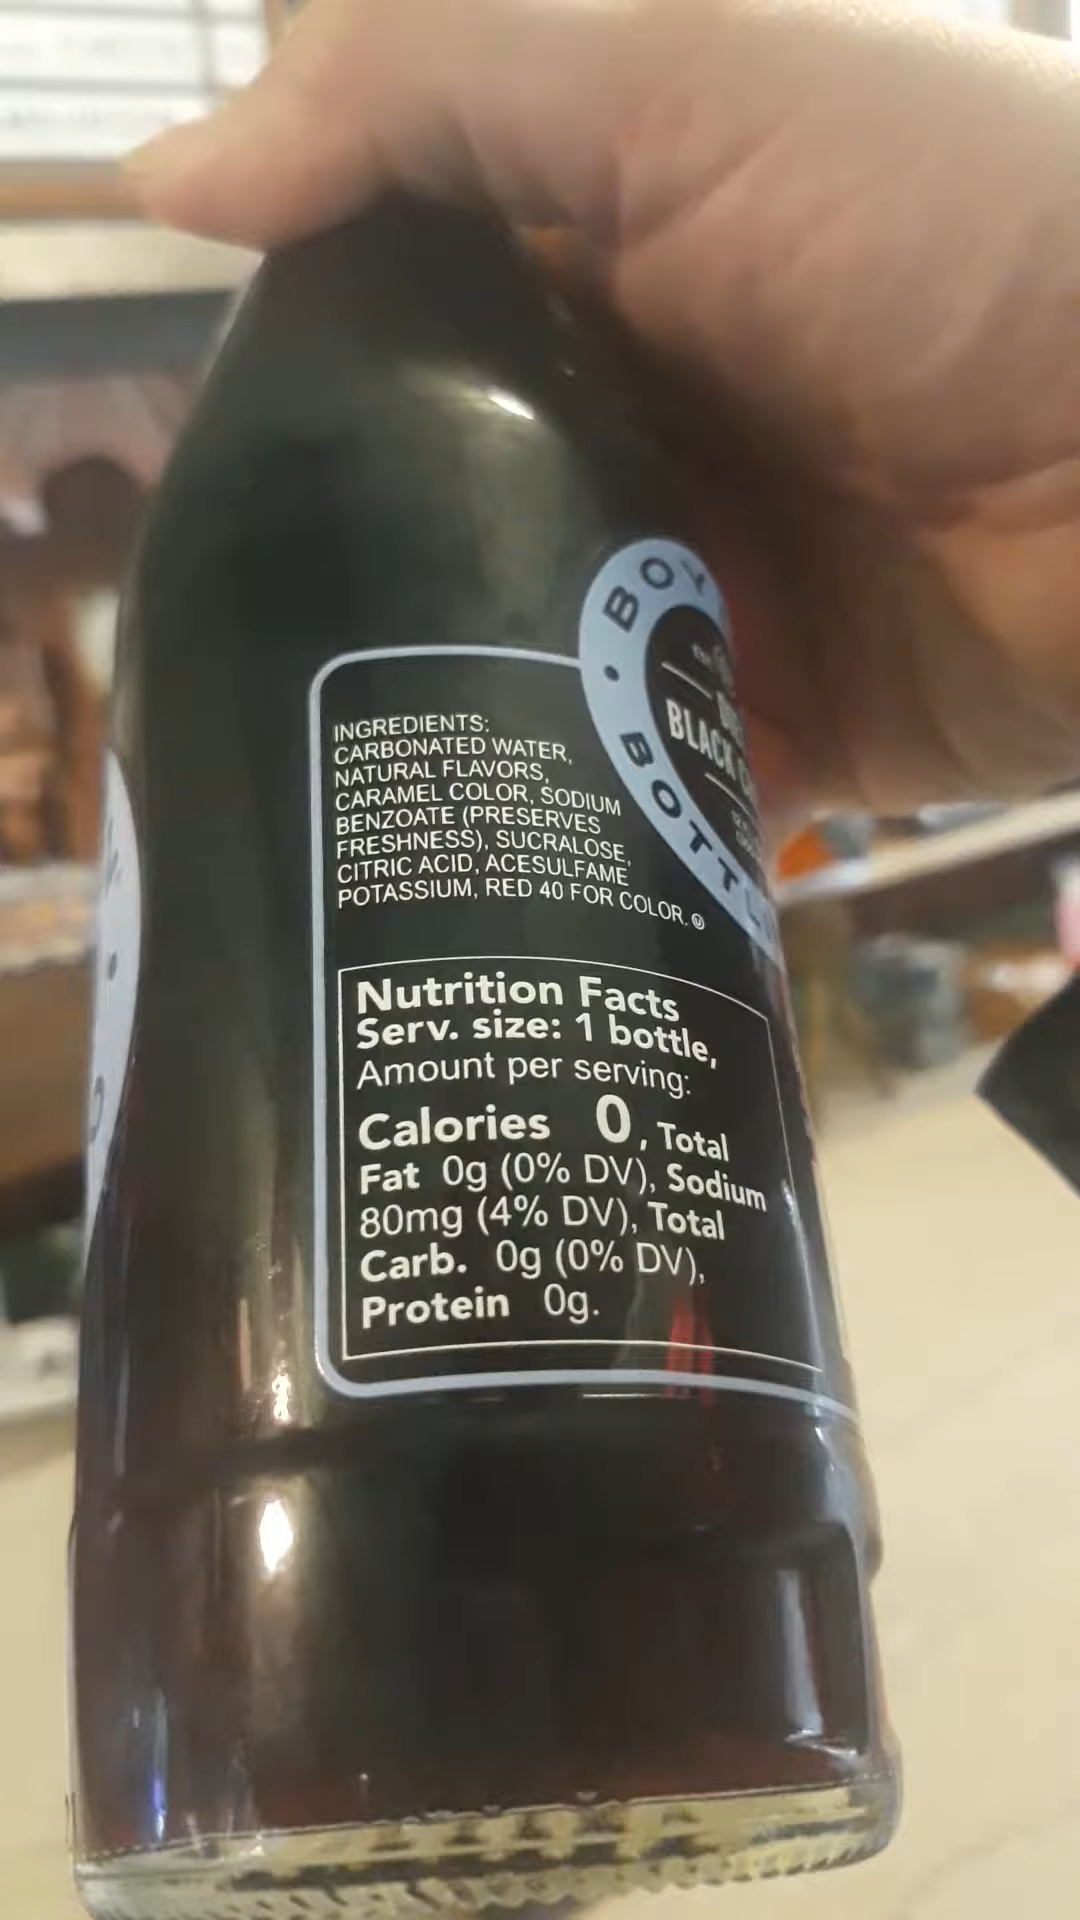 BOY
BLACK
BOTTL
INGREDIENTS:
CARBONATED WATER,
NATURAL FLAVORS,
CARAMEL COLOR, SODIUM
BENZOATE (PRESERVES
FRESHNESS), SUCRALOSE,
CITRIC ACID, ACESULFAME
POTASSIUM, RED 40 FOR COLOR.
Nutrition Facts
Serv. size: 1 bottle,
Amount per serving:
Calories 0, Total
Fat 0g (0% DV), Sodium
80mg (4% DV), Total
Carb. 0g (0% DV),
Protein 0g.